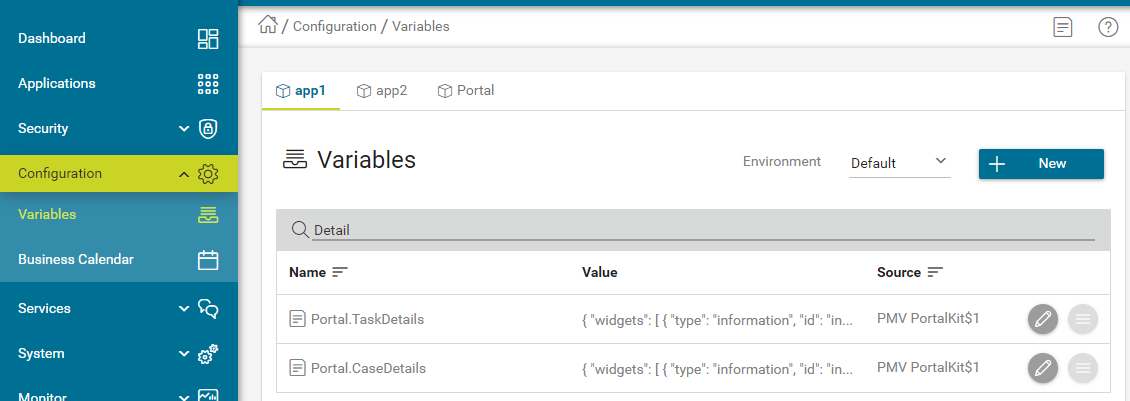 Dashboard
Applications
Security
Configuration
Variables
Business Calendar
Services
System
Monitor
/ Configuration / Variables
app1 app2 Portal
Variables
Environment Default New
Detail
Name Value Source
Portal.TaskDetails { "widgets": [ { "type": "information", "id": "in... PMV PortalKit$1
Portal.CaseDetails { "widgets": [ { "type": "information", "id": "in... PMV PortalKit$1